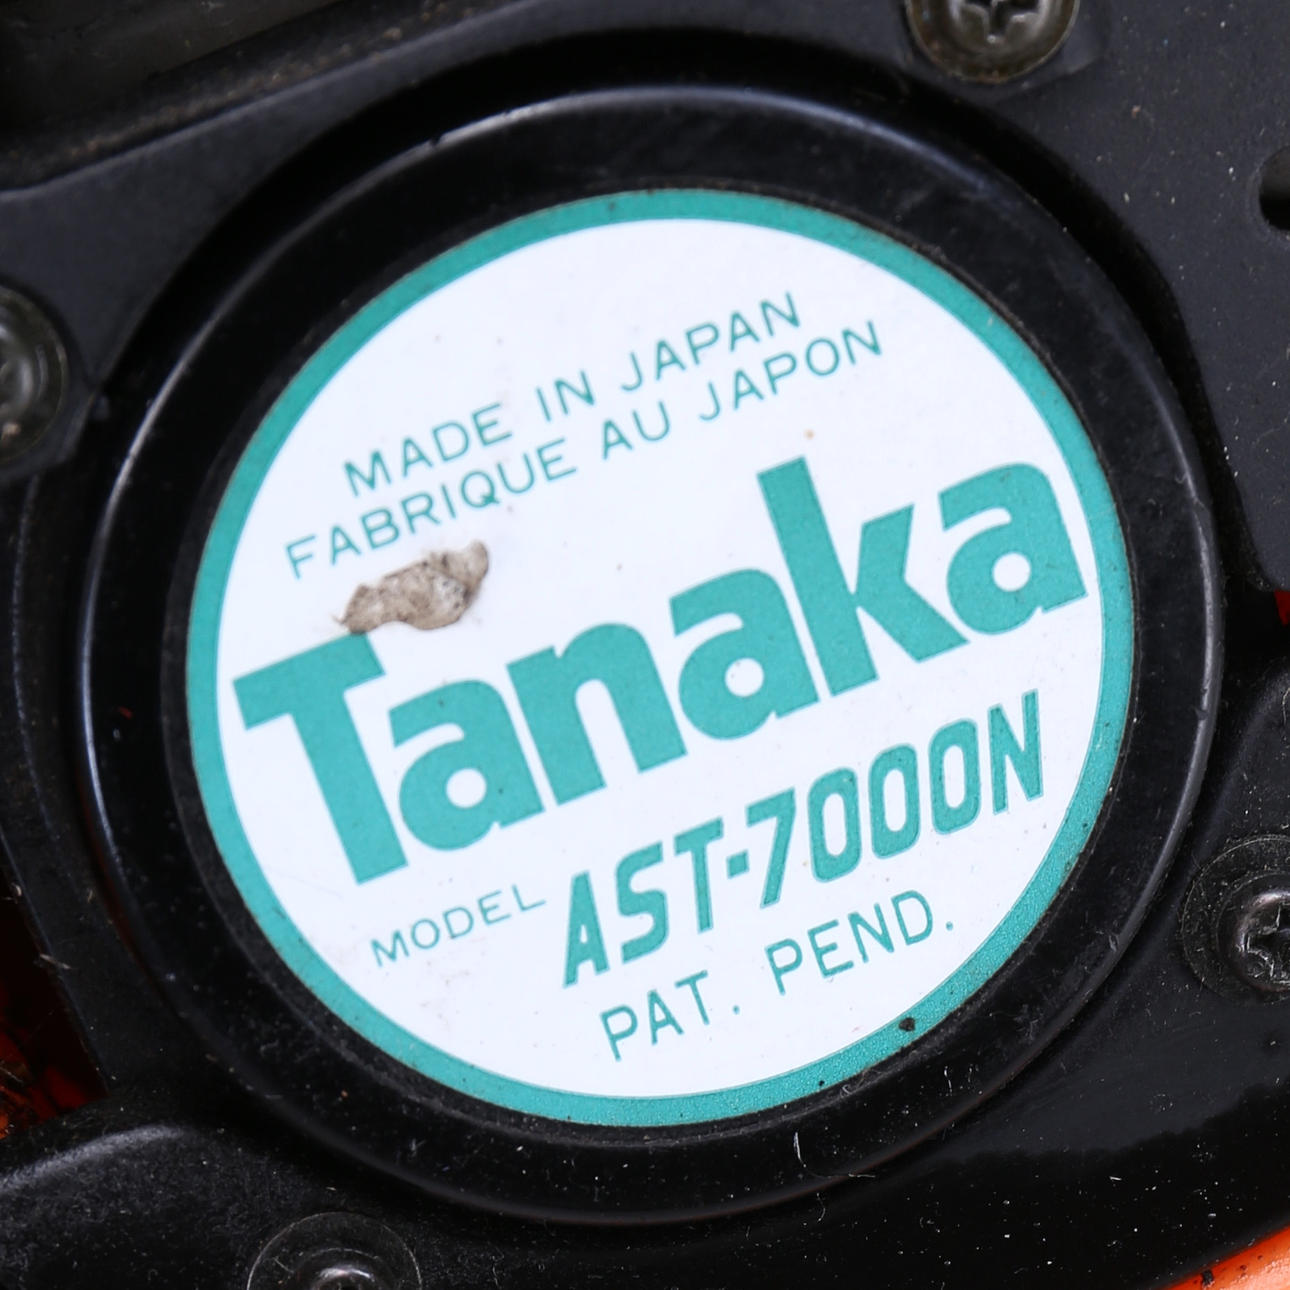 MADE IN JAPAN
FABRIQUE AU JAPON
Tanaka
MODEL AST-7000N
PAT. PEND.